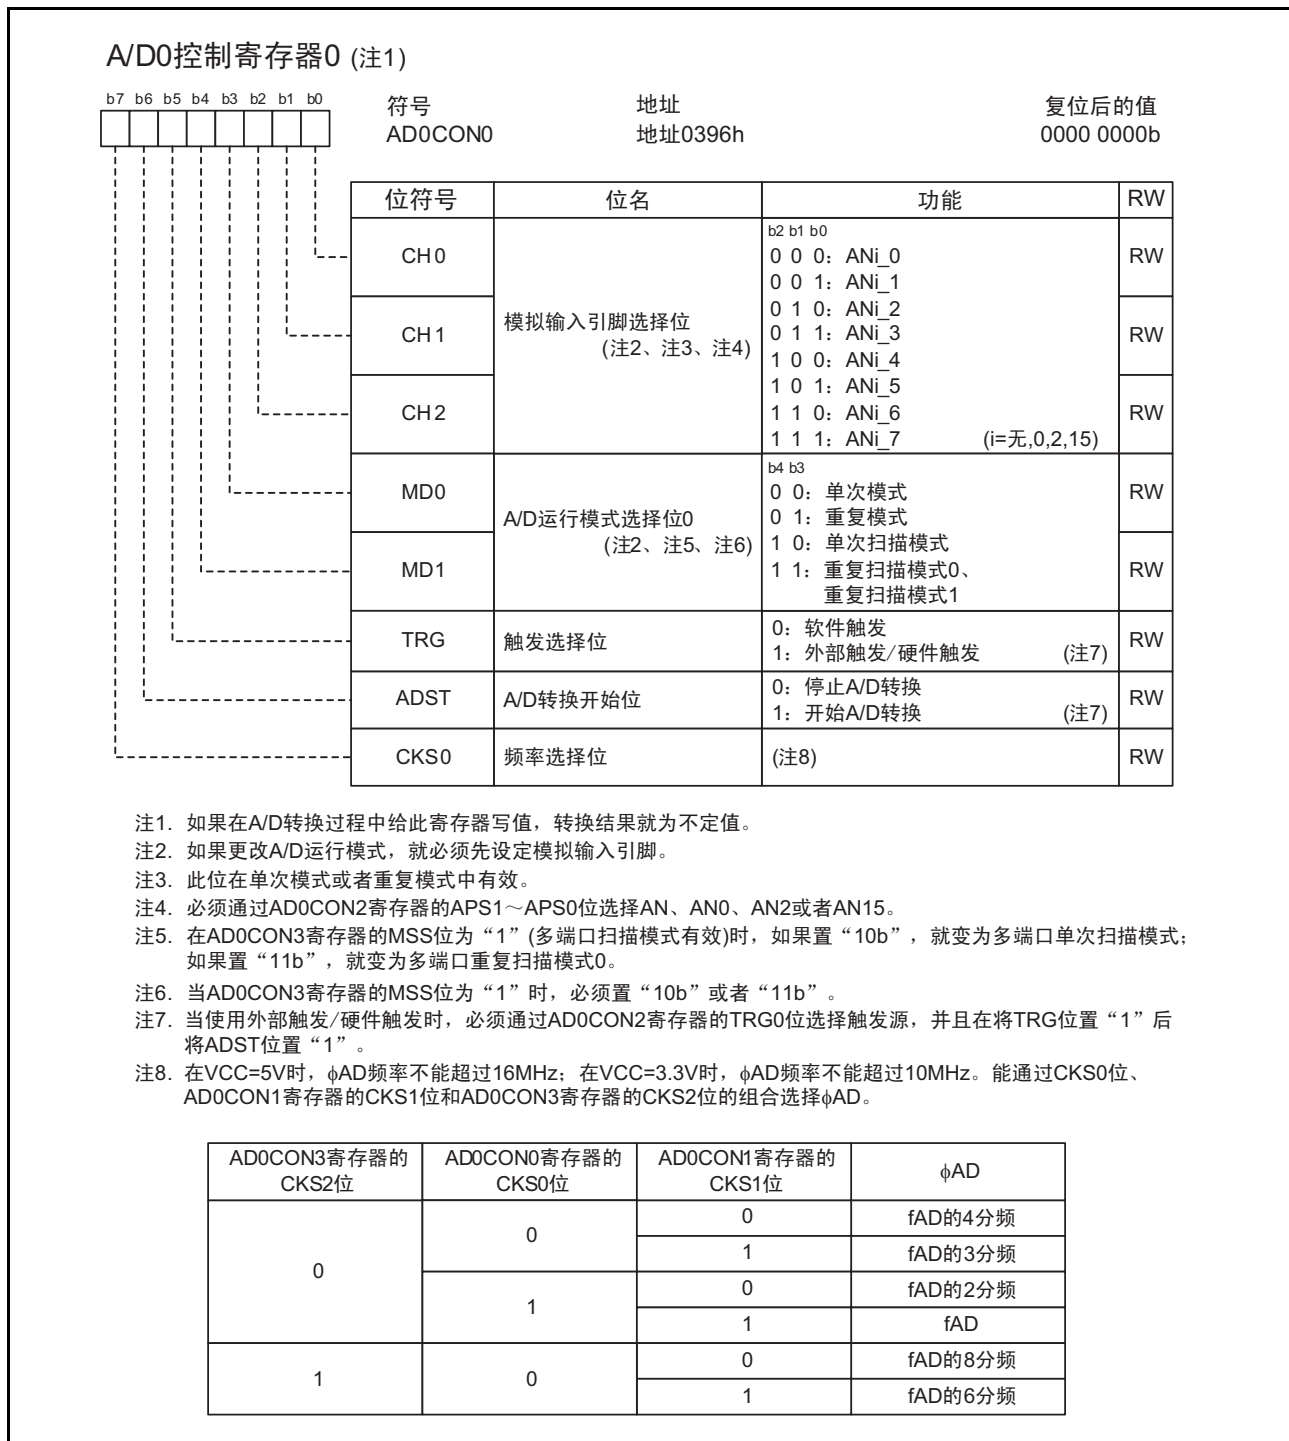 A/D0控制寄存器0 (注1)
b7 b6 b5 b4 b3 b2 b1 b0
符号 地址 复位后的值
AD0CON0 地址0396h 0000 0000b
位符号 位名 功能 RW
CH0 RW
CH1 RW
CH2 RW
模拟输入引脚选择位
(注2、注3、注4)
b2 b1 b0
0 0 0：ANi_0
0 0 1：ANi_1
0 1 0：ANi_2
0 1 1：ANi_3
1 0 0：ANi_4
1 0 1：ANi_5
1 1 0：ANi_6
1 1 1：ANi_7 (i=无,0,2,15)
MD0 RW
MD1 RW
A/D运行模式选择位0
(注2、注5、注6)
b4 b3
0 0：单次模式
0 1：重复模式
1 0：单次扫描模式
1 1：重复扫描模式0、
重复扫描模式1
TRG 触发选择位 RW
0：软件触发
1：外部触发/硬件触发 (注7)
ADST A/D转换开始位 RW
0：停止A/D转换
1：开始A/D转换 (注7)
CKS0 频率选择位 (注8) RW
注1. 如果在A/D转换过程中给此寄存器写值，转换结果就为不定值。
注2. 如果更改A/D运行模式，就必须先设定模拟输入引脚。
注3. 此位在单次模式或者重复模式中有效。
注4. 必须通过AD0CON2寄存器的APS1～APS0位选择AN、AN0、AN2或者AN15。
注5. 在AD0CON3寄存器的MSS位为“1”(多端口扫描模式有效)时，如果置“10b”，就变为多端口单次扫描模式；
如果置“11b”，就变为多端口重复扫描模式0。
注6. 当AD0CON3寄存器的MSS位为“1”时，必须置“10b”或者“11b”。
注7. 当使用外部触发/硬件触发时，必须通过AD0CON2寄存器的TRG0位选择触发源，并且在将TRG位置“1”后
将ADST位置“1”。
注8. 在VCC=5V时，ϕAD频率不能超过16MHz；在VCC=3.3V时，ϕAD频率不能超过10MHz。能通过CKS0位、
AD0CON1寄存器的CKS1位和AD0CON3寄存器的CKS2位的组合选择ϕAD。
AD0CON3寄存器的 AD0CON0寄存器的 AD0CON1寄存器的 ϕAD
CKS2位 CKS0位 CKS1位
0 0 0 fAD的4分频
1 fAD的3分频
1 0 fAD的2分频
1 fAD
1 0 0 fAD的8分频
1 fAD的6分频